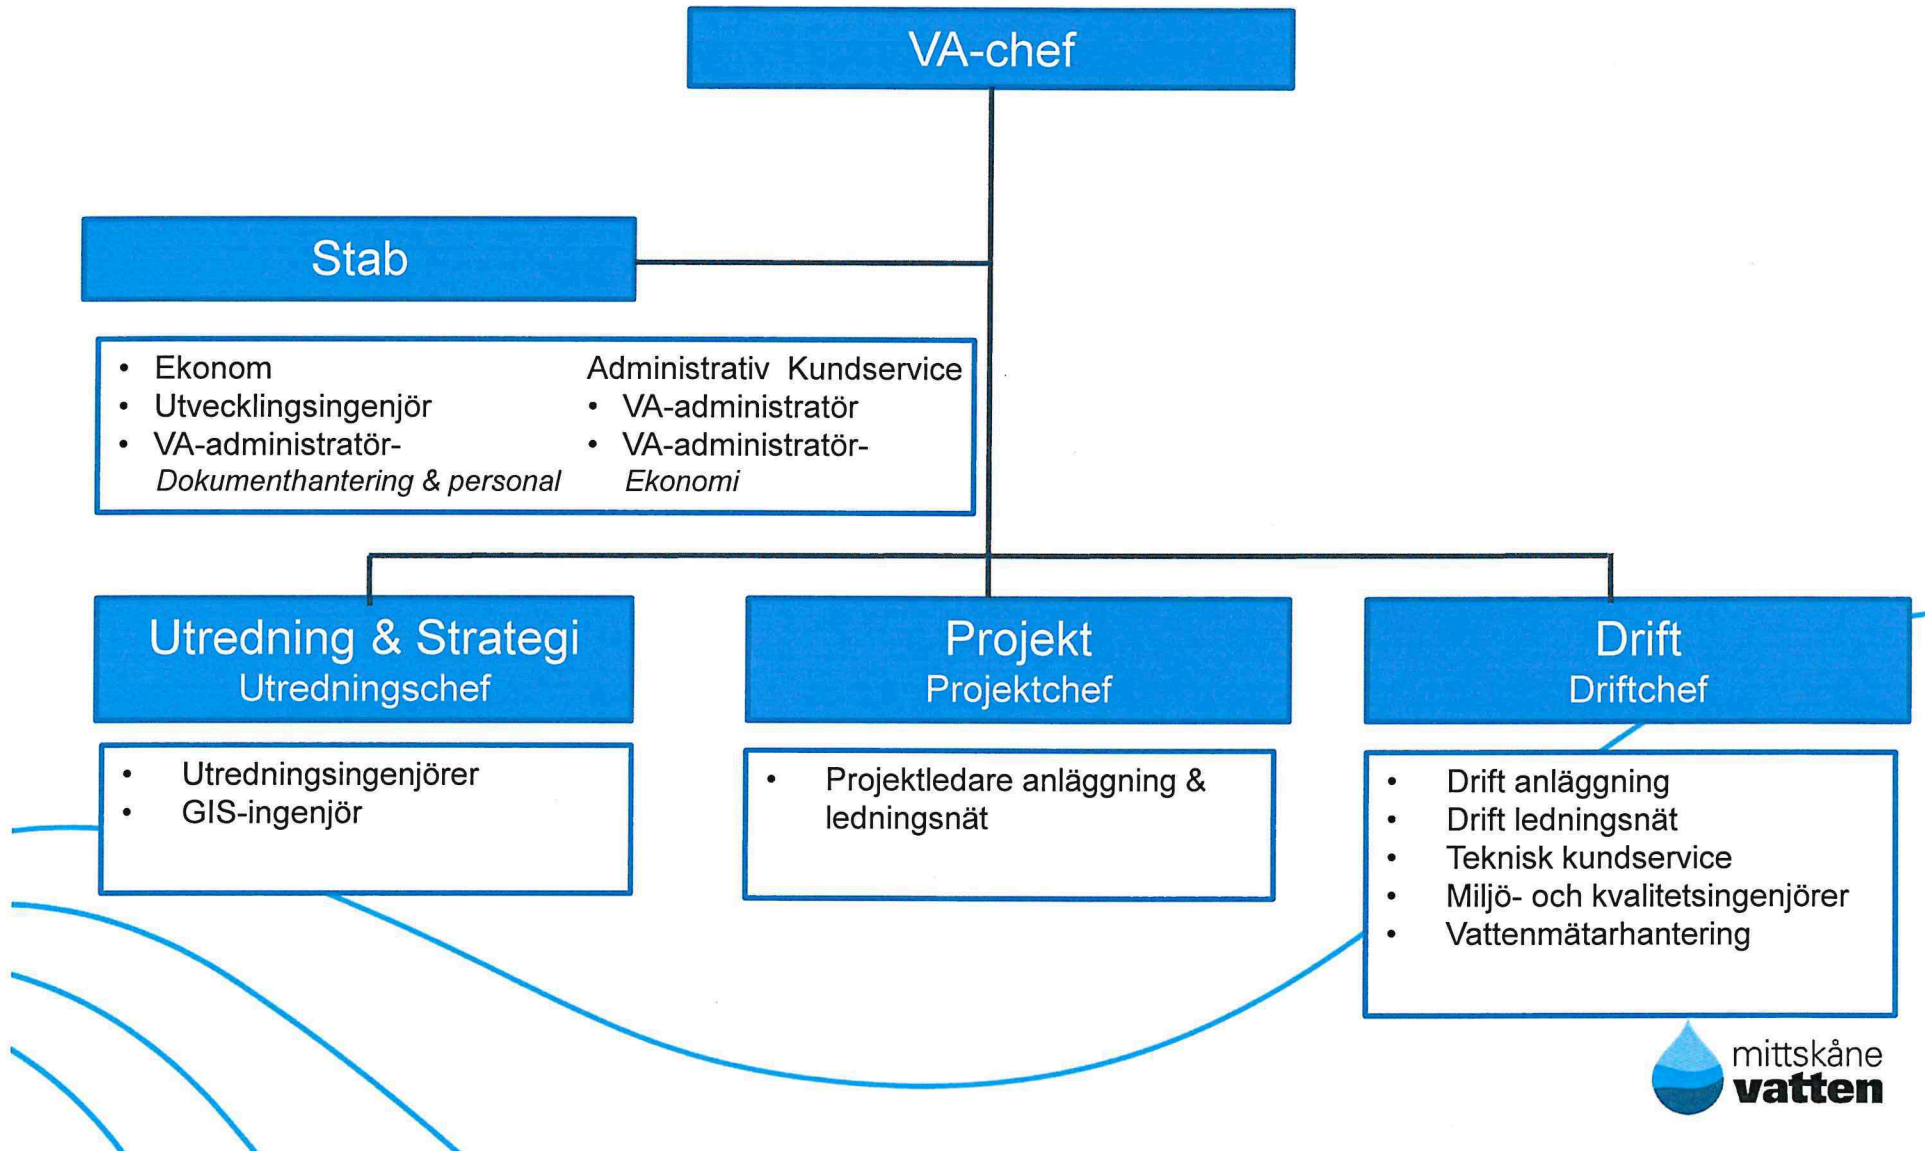 VA-chef
Stab
• Ekonom
• Utvecklingsingenjör
• VA-administratör-
Dokumenthantering & personal
Administrativ Kundservice
• VA-administratör
• VA-administratör-
Ekonomi
Utredning & Strategi
Utredningschef
• Utredningsingenjörer
• GIS-ingenjör
Projekt
Projektchef
• Projektledare anläggning &
ledningsnät
Drift
Driftchef
• Drift anläggning
• Drift ledningsnät
• Teknisk kundservice
• Miljö- och kvalitetsingenjörer
• Vattenmätarhantering
mittskåne
vatten